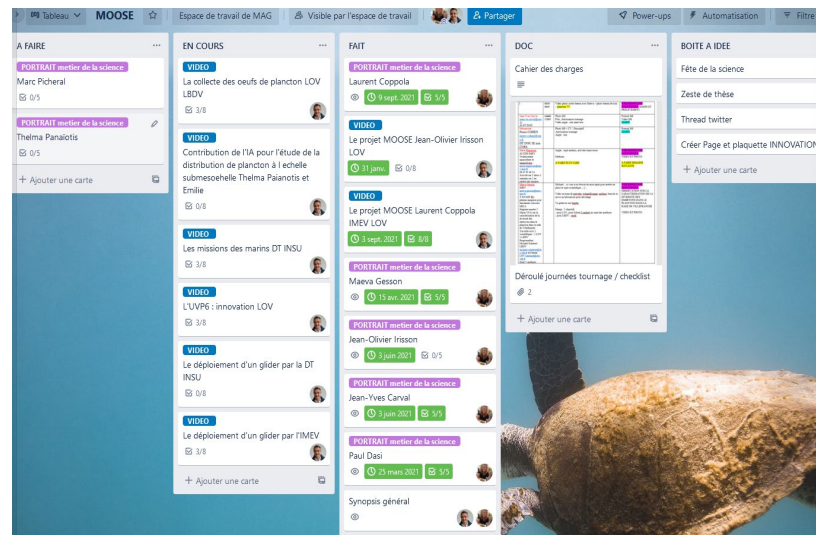 Tableau
MOOSE
Espace de travail de MAG
Visible par l'espace de travail
Partager
Power-ups
Automatisation
Filtre
A FAIRE
PORTRAIT metier de la science
Marc Picheral
0/5
PORTRAIT metier de la science
Thelma Panaiotis
0/5
+ Ajouter une carte
EN COURS
VIDEO
La collecte des oeufs de plancton LOV
LBDV
3/8
VIDEO
Contribution de l'IA pour l'étude de la
distribution de plancton à l echelle
submesoehelle Thelma Paianotis et
Emilie
0/8
VIDEO
Les missions des marins DT INSU
3/8
VIDEO
L'UVP6 : innovation LOV
3/8
VIDEO
Le déploiement d'un glider par la DT
INSU
0/8
VIDEO
Le déploiement d'un glider par l'IMEV
3/8
+ Ajouter une carte
FAIT
PORTRAIT metier de la science
Laurent Coppola
9 sept. 2021 5/5
VIDEO
Le projet MOOSE Jean-Olivier Irisson
LOV
31 janv. 0/8
VIDEO
Le projet MOOSE Laurent Coppola
IMEV LOV
3 sept. 2021 8/8
PORTRAIT metier de la science
Maeva Gesson
15 avr. 2021 5/5
PORTRAIT metier de la science
Jean-Olivier Irisson
3 juin 2021 0/5
PORTRAIT metier de la science
Jean-Yves Carval
3 juin 2021 5/5
PORTRAIT metier de la science
Paul Dasi
25 mars 2021 5/5
Synopsis général
DOC
Cahier des charges
Déroulé journées tournage / checklist
2
+ Ajouter une carte
BOITE A IDEE
Fête de la science
Zeste de thèse
Thread twitter
Créer Page et plaquette INNOVATION
+ Ajouter une carte